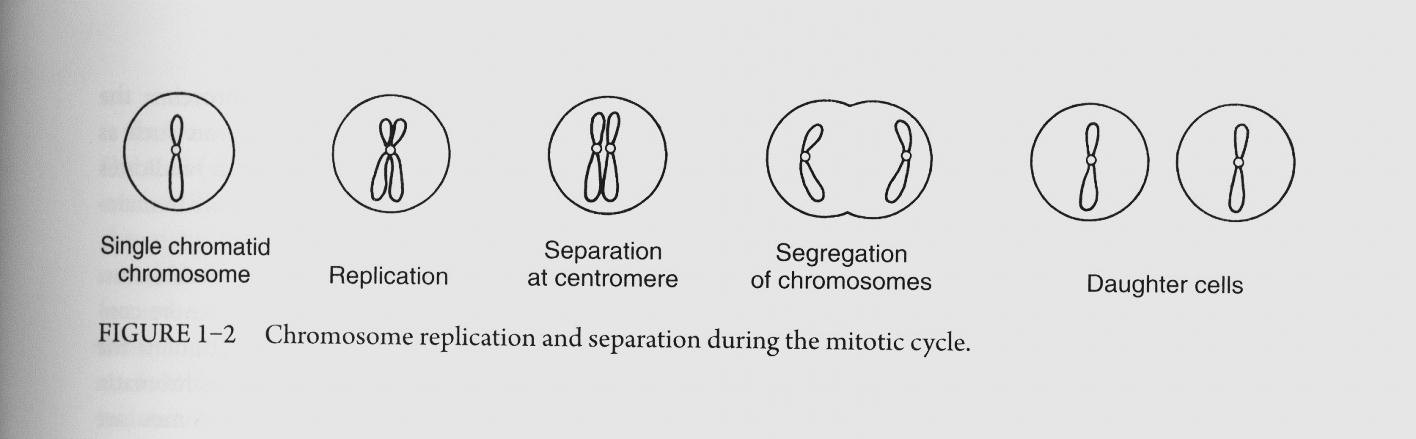 Single chromatid
chromosome
Replication
Separation
at centromere
Segregation
of chromosomes
Daughter cells
FIGURE 1–2 Chromosome replication and separation during the mitotic cycle.